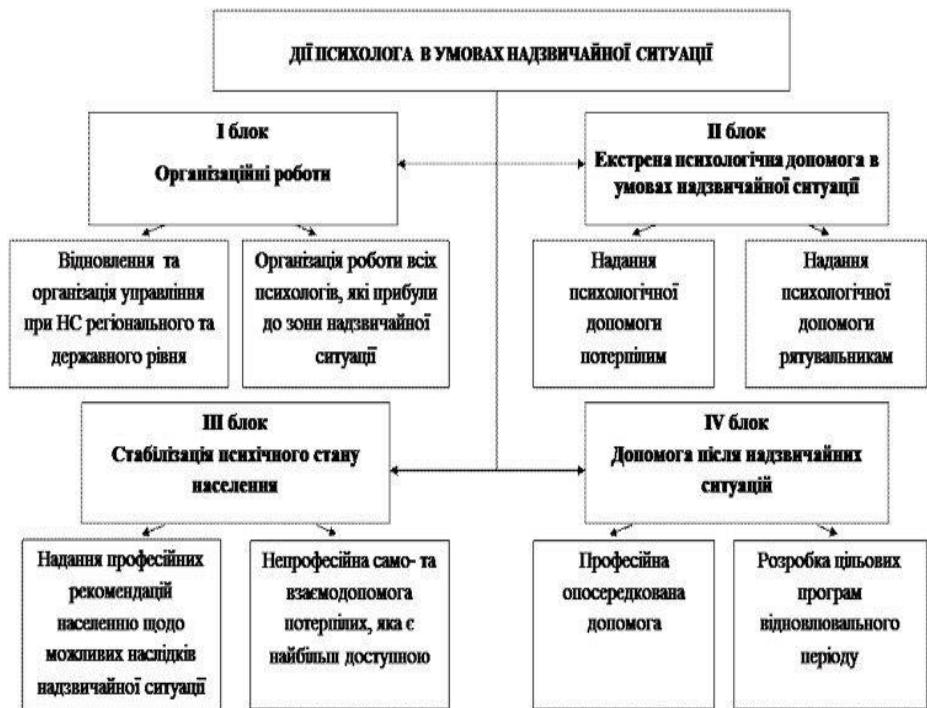 ДІЇ ПСИХОЛОГА В УМОВАХ НАДЗВИЧАЙНОЇ СИТУАЦІЇ
І блок
Організаційні роботи
ІІ блок
Екстрена психологічна допомога в
умовах надзвичайної ситуації
Відновлення та
організація управління
при НС регіонального та
державного рівня
Організація роботи всіх
психологів, які прибули
до зони надзвичайної
ситуації
Надання
психологічної
допомоги
потерпілим
Надання
психологічної
допомоги
рятувальникам
ІІІ блок
Стабілізація психічного стану
населення
IV блок
Допомога після надзвичайних
ситуацій
Надання професійних
рекомендацій
населенню щодо
можливих наслідків
надзвичайної ситуації
Непрофесійна само- та
взаємодопомога
потерпілих, яка є
найбільш доступною
Професійна
опосередкована
допомога
Розробка цільових
програм
відновлювального
періоду